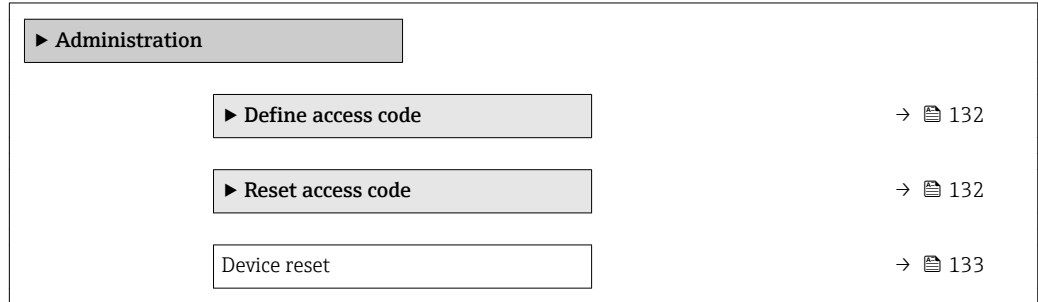 ▶ Administration
▶ Define access code → 132
▶ Reset access code → 132
Device reset → 133